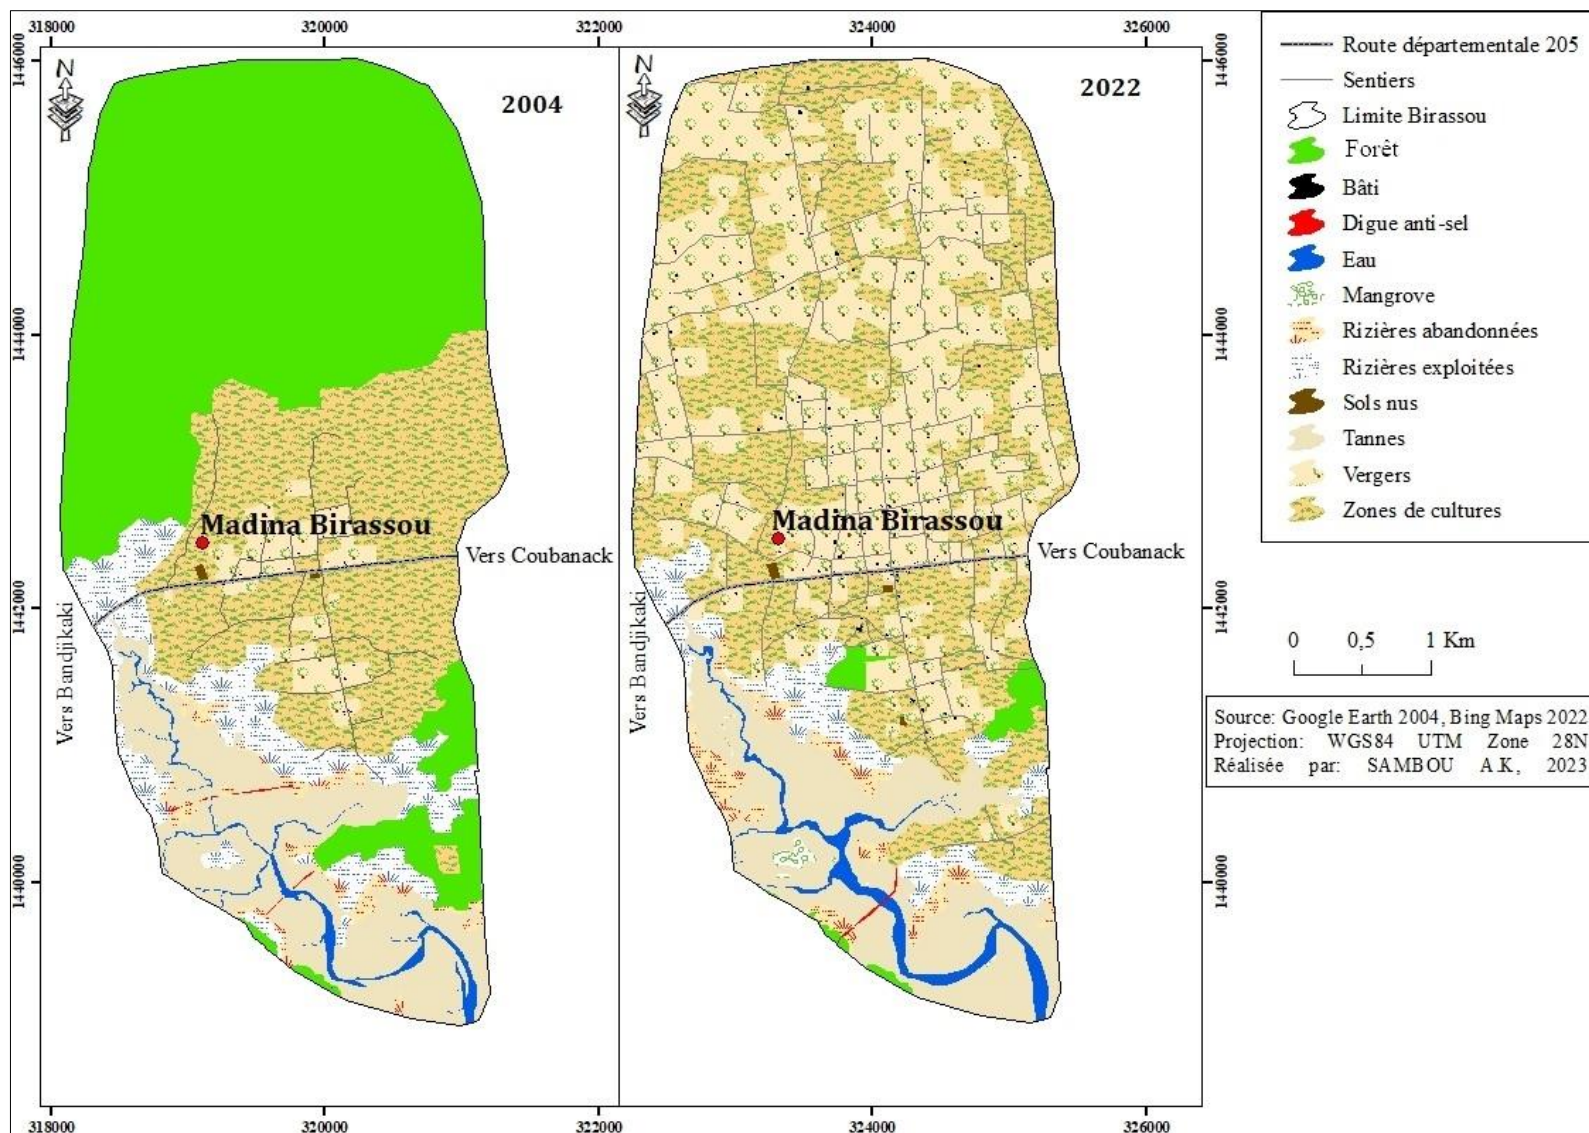 318000 320000 322000 324000 326000
1446000
1444000
1442000
1440000
N
2004
Madina Birassou
Vers Coubanack
Vers Bandjikaki
N
2022
Madina Birassou
Vers Coubanack
Vers Bandjikaki
1446000
1444000
1442000
1440000
318000 320000 322000 324000 326000
Route départementale 205
Sentiers
Limite Birassou
Forêt
Bâti
Digue anti-sel
Eau
Mangrove
Rizières abandonnées
Rizières exploitées
Sols nus
Tannes
Vergers
Zones de cultures
0 0,5 1 Km
Source: Google Earth 2004, Bing Maps 2022
Projection: WGS84 UTM Zone 28N
Réalisée par: SAMBOU A.K, 2023